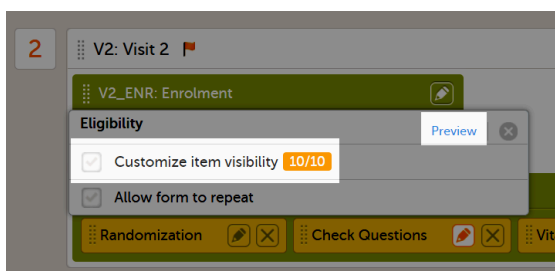 2
V2: Visit 2
V2_ENR: Enrolment
Eligibility
Preview
Customize item visibility 10/10
Allow form to repeat
Randomization Check Questions Vit